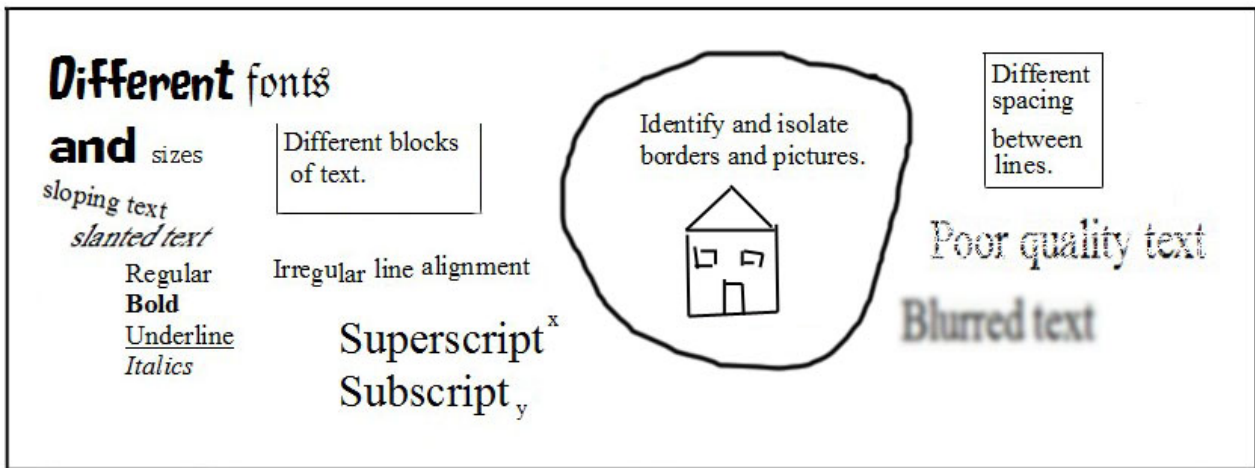 Different fonts
and sizes
sloping text
slanted text
Regular
Bold
Underline
Italics
Different blocks
of text.
Irregular line alignment
Superscript x
Subscript y
Identify and isolate
borders and pictures.
Different
spacing
between
lines.
Poor quality text
Blurred text